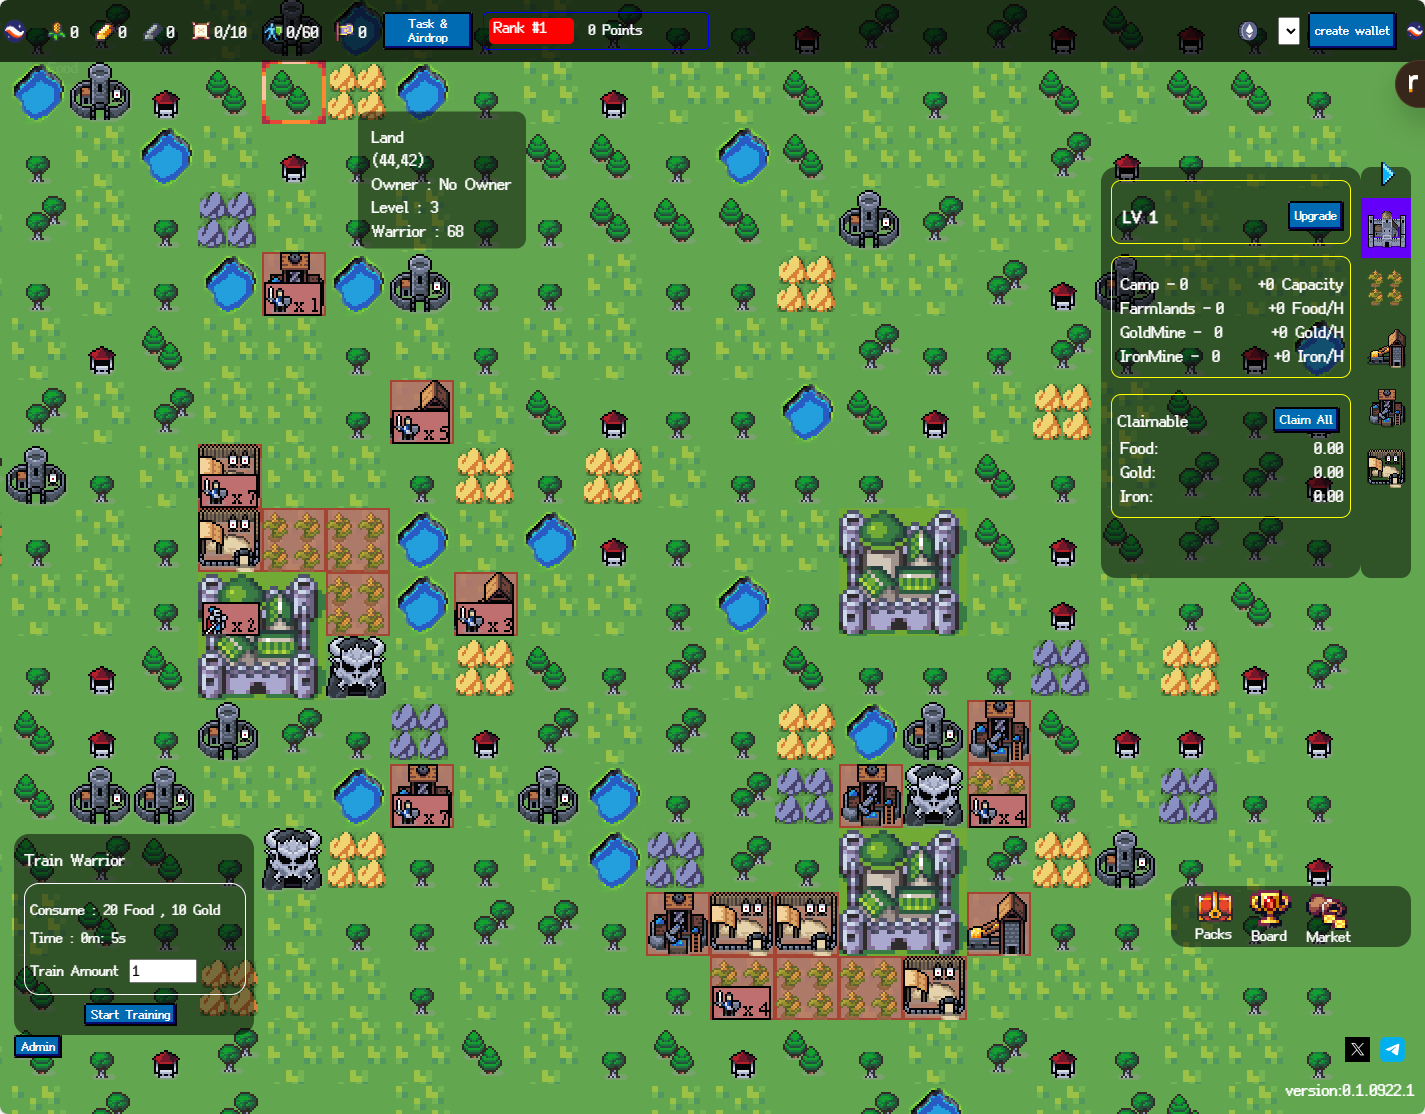 0 0 0 0/10 0/60 0
Task & Airdrop
Rank #1 0 Points
create wallet
r
Land
(44,42)
Owner : No Owner
Level : 3
Warrior : 68
LV 1
Upgrade
Camp - 0 +0 Capacity
Farmlands - 0 +0 Food/H
GoldMine - 0 +0 Gold/H
IronMine - 0 +0 Iron/H
Claimable
Claim All
Food: 0.00
Gold: 0.00
Iron: 0.00
x 1
x 5
x 7
x 2
x 3
x 7
x 4
x 4
Train Warrior
Consume : 20 Food , 10 Gold
Time : 0m: 5s
Train Amount 1
Start Training
Admin
Packs Board Market
version:0.1.0922.1